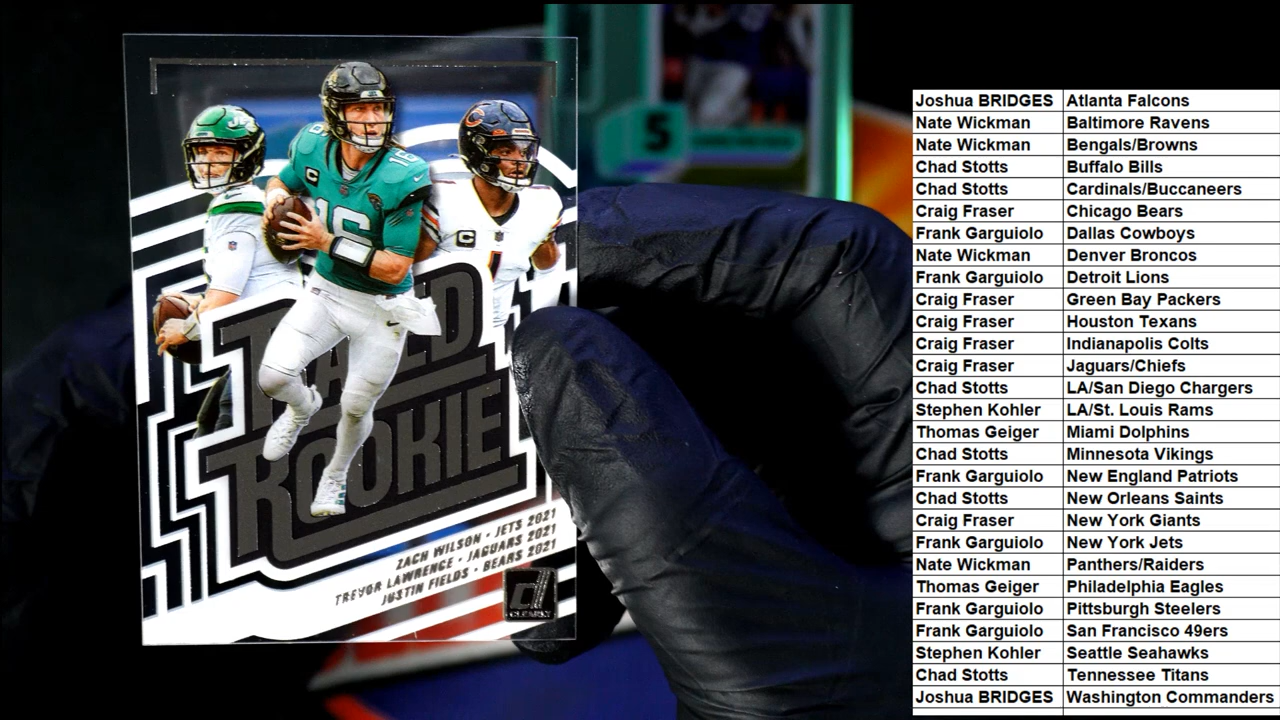 5
JETS
16
16
C
C
C
1
RATED
ROOKIE
ZACH WILSON • JETS 2021
TREVOR LAWRENCE • JAGUARS 2021
JUSTIN FIELDS • BEARS 2021
d
CLEARLY
Joshua BRIDGES Atlanta Falcons
Nate Wickman Baltimore Ravens
Nate Wickman Bengals/Browns
Chad Stotts Buffalo Bills
Chad Stotts Cardinals/Buccaneers
Craig Fraser Chicago Bears
Frank Garguiolo Dallas Cowboys
Nate Wickman Denver Broncos
Frank Garguiolo Detroit Lions
Craig Fraser Green Bay Packers
Craig Fraser Houston Texans
Craig Fraser Indianapolis Colts
Craig Fraser Jaguars/Chiefs
Chad Stotts LA/San Diego Chargers
Stephen Kohler LA/St. Louis Rams
Thomas Geiger Miami Dolphins
Chad Stotts Minnesota Vikings
Frank Garguiolo New England Patriots
Chad Stotts New Orleans Saints
Craig Fraser New York Giants
Frank Garguiolo New York Jets
Nate Wickman Panthers/Raiders
Thomas Geiger Philadelphia Eagles
Frank Garguiolo Pittsburgh Steelers
Frank Garguiolo San Francisco 49ers
Stephen Kohler Seattle Seahawks
Chad Stotts Tennessee Titans
Joshua BRIDGES Washington Commanders